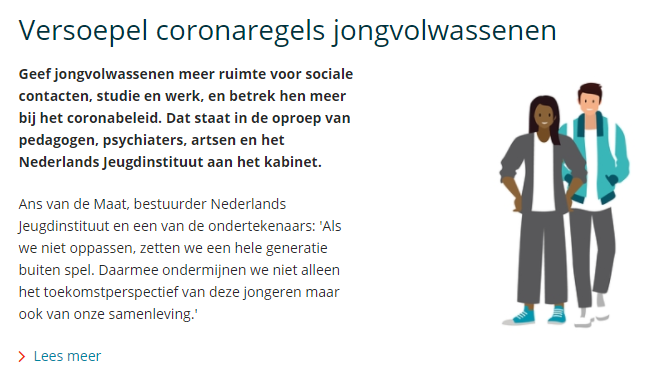 Versoepel coronaregels jongvolwassenen
Geef jongvolwassenen meer ruimte voor sociale
contacten, studie en werk, en betrek hen meer
bij het coronabeleid. Dat staat in de oproep van
pedagogen, psychiaters, artsen en het
Nederlands Jeugdinstituut aan het kabinet.
Ans van de Maat, bestuurder Nederlands
Jeugdinstituut en een van de ondertekenaars: 'Als
we niet oppassen, zetten we een hele generatie
buiten spel. Daarmee ondermijnen we niet alleen
het toekomstperspectief van deze jongeren maar
ook van onze samenleving.'
Lees meer